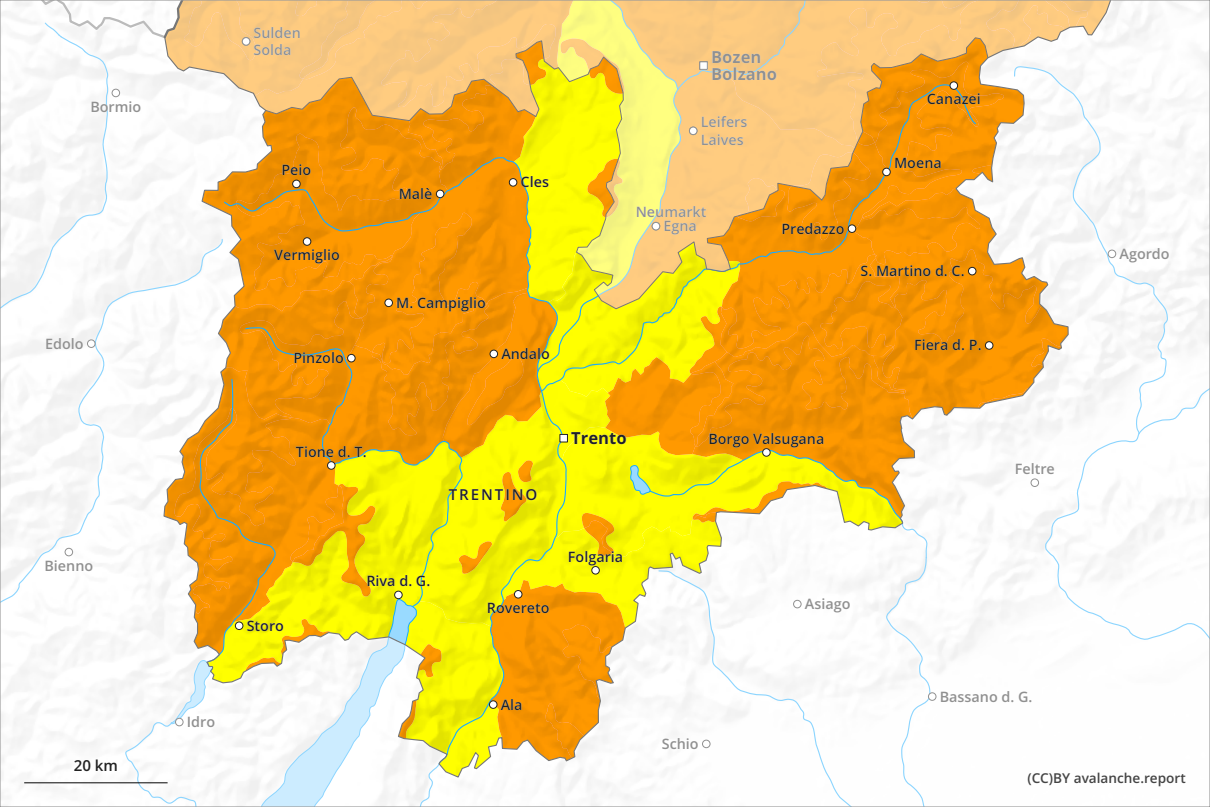 Sulden
Solda
Bozen
Bolzano
Bormio
Canazei
Leifers
Laives
Moena
Peio
Malè
Cles
Neumarkt
Egna
Predazzo
Vermiglio
Agordo
S. Martino d. C.
M. Campiglio
Edolo
Pinzolo
Andalo
Fiera d. P.
Trento
Borgo Valsugana
Tione d. T.
Feltre
TRENTINO
Bienno
Folgaria
Riva d. G.
Rovereto
Asiago
Storo
Bassano d. G.
Ala
Idro
Schio
20 km
(CC)BY avalanche.report